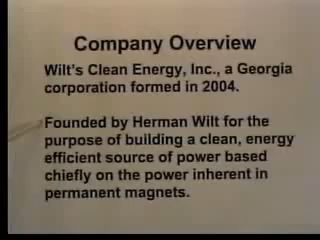 Company Overview
Wilt's Clean Energy, Inc., a Georgia
corporation formed in 2004.
Founded by Herman Wilt for the
purpose of building a clean, energy
efficient source of power based
chiefly on the power inherent in
permanent magnets.